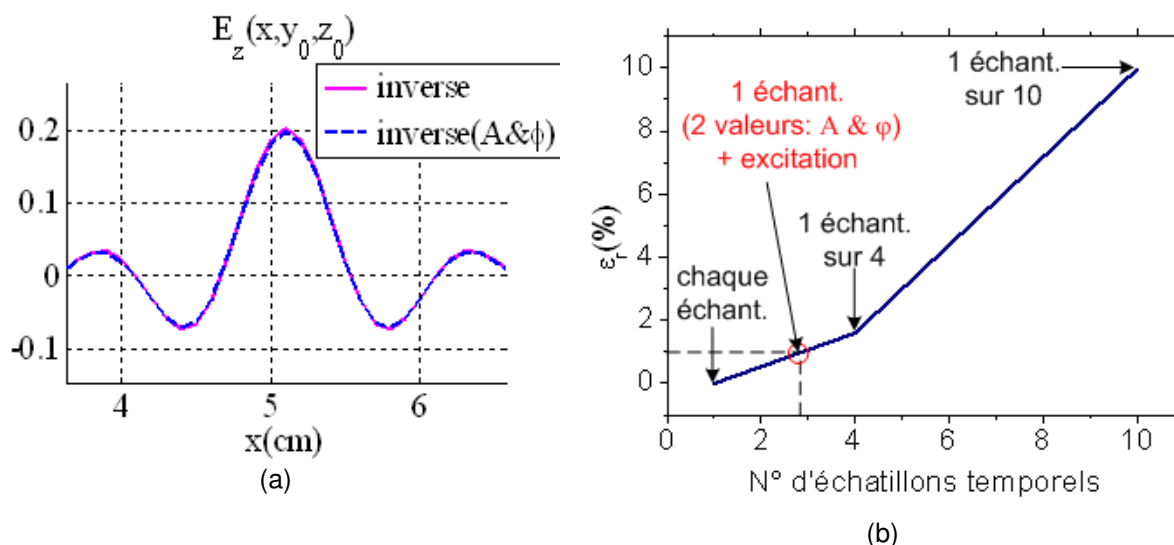 E_z(x,y_0,z_0)
inverse
inverse(A&ϕ)
0.2
0.1
0
-0.1
4 5 6
x(cm)
(a)
ε_r(%)
10
8
6
4
2
0
1 échant.
(2 valeurs: A & φ)
+ excitation
1 échant.
sur 10
1 échant.
sur 4
chaque
échant.
0 2 4 6 8 10
N° d'échatillons temporels
(b)